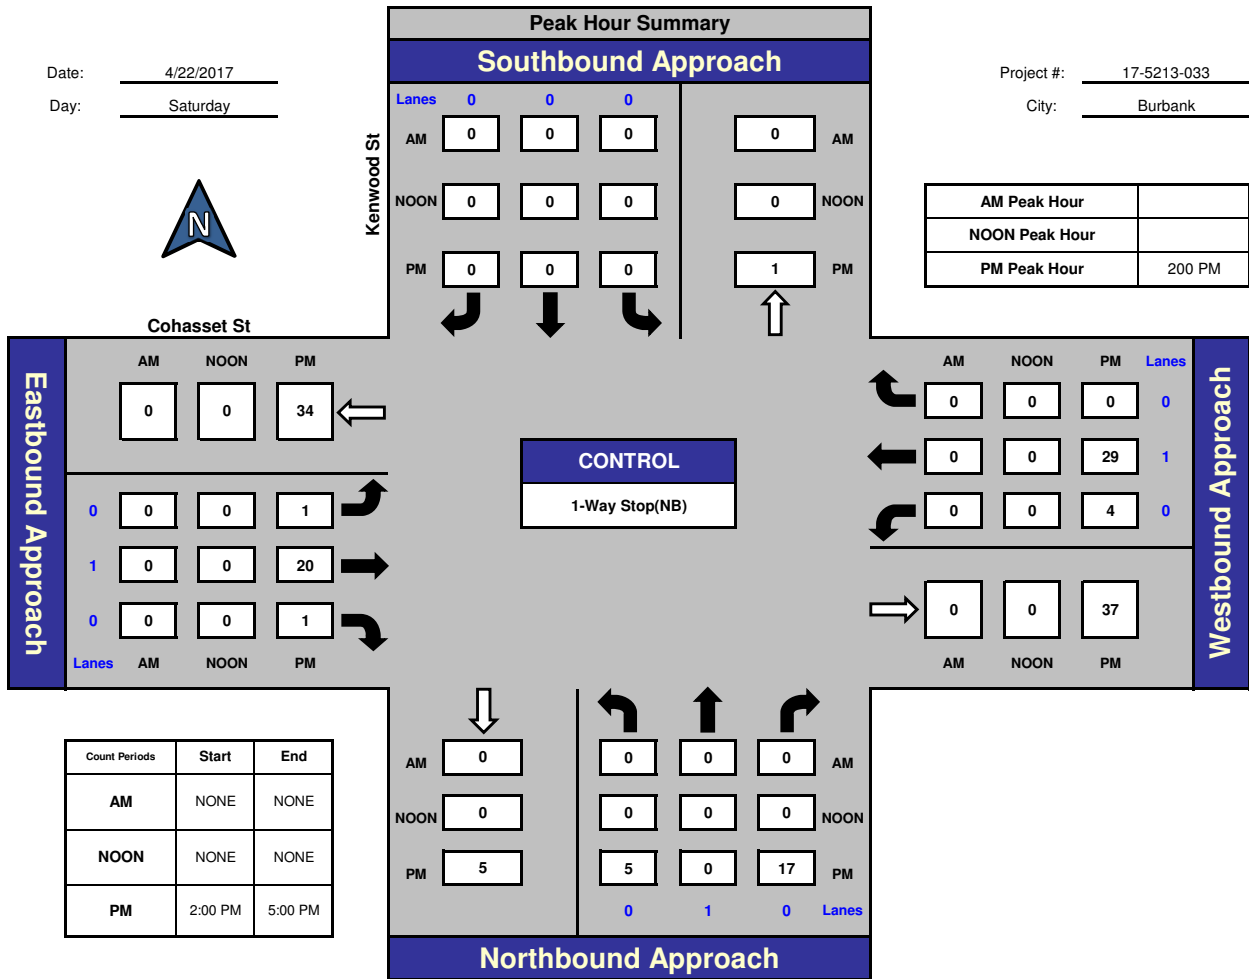 Peak Hour Summary
Southbound Approach
Date: 4/22/2017
Day: Saturday
Project #: 17-5213-033
City: Burbank
N
Kenwood St
Lanes 0 0 0
AM 0 0 0 0 AM
NOON 0 0 0 0 NOON
PM 0 0 0 1 PM
AM Peak Hour
NOON Peak Hour
PM Peak Hour 200 PM
Cohasset St
Eastbound Approach
AM NOON PM
0 0 34
0 0 0 1
1 0 0 20
0 0 0 1
Lanes AM NOON PM
CONTROL
1-Way Stop(NB)
AM NOON PM Lanes
0 0 0 0
0 0 29 1
0 0 4 0
0 0 37
AM NOON PM
Westbound Approach
Count Periods Start End
AM NONE NONE
NOON NONE NONE
PM 2:00 PM 5:00 PM
AM 0 0 0 0 AM
NOON 0 0 0 0 NOON
PM 5 5 0 17 PM
0 1 0 Lanes
Northbound Approach